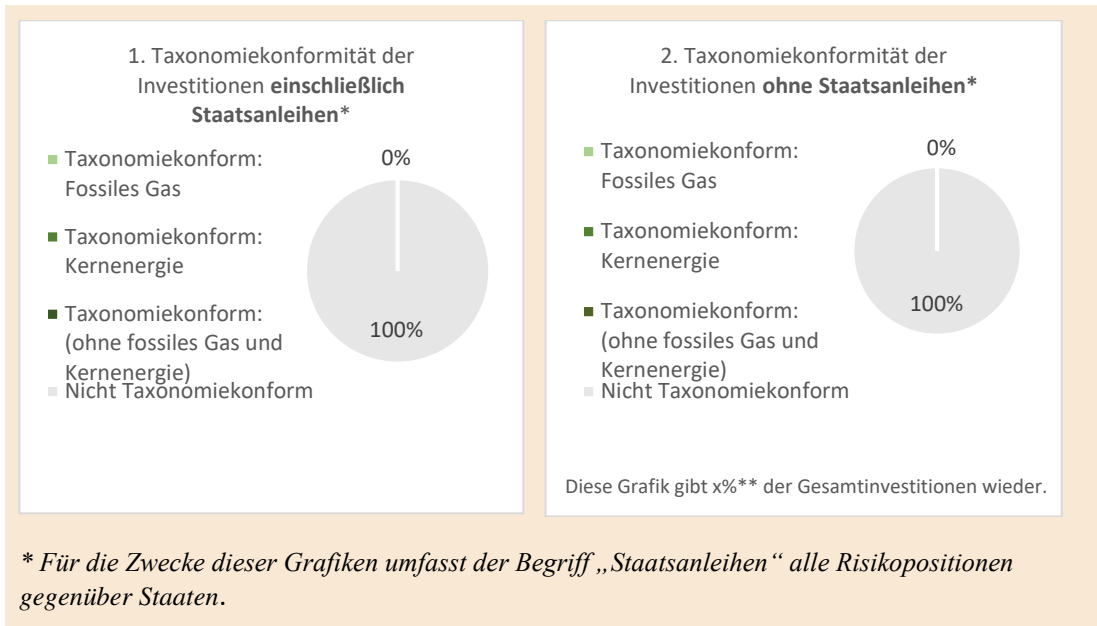 1. Taxonomiekonformität der
Investitionen einschließlich
Staatsanleihen*
Taxonomiekonform:
Fossiles Gas
Taxonomiekonform:
Kernenergie
Taxonomiekonform:
(ohne fossiles Gas und
Kernenergie)
Nicht Taxonomiekonform
0%
100%
2. Taxonomiekonformität der
Investitionen ohne Staatsanleihen*
Taxonomiekonform:
Fossiles Gas
Taxonomiekonform:
Kernenergie
Taxonomiekonform:
(ohne fossiles Gas und
Kernenergie)
Nicht Taxonomiekonform
0%
100%
Diese Grafik gibt x%** der Gesamtinvestitionen wieder.
* Für die Zwecke dieser Grafiken umfasst der Begriff „Staatsanleihen“ alle Risikopositionen
gegenüber Staaten.